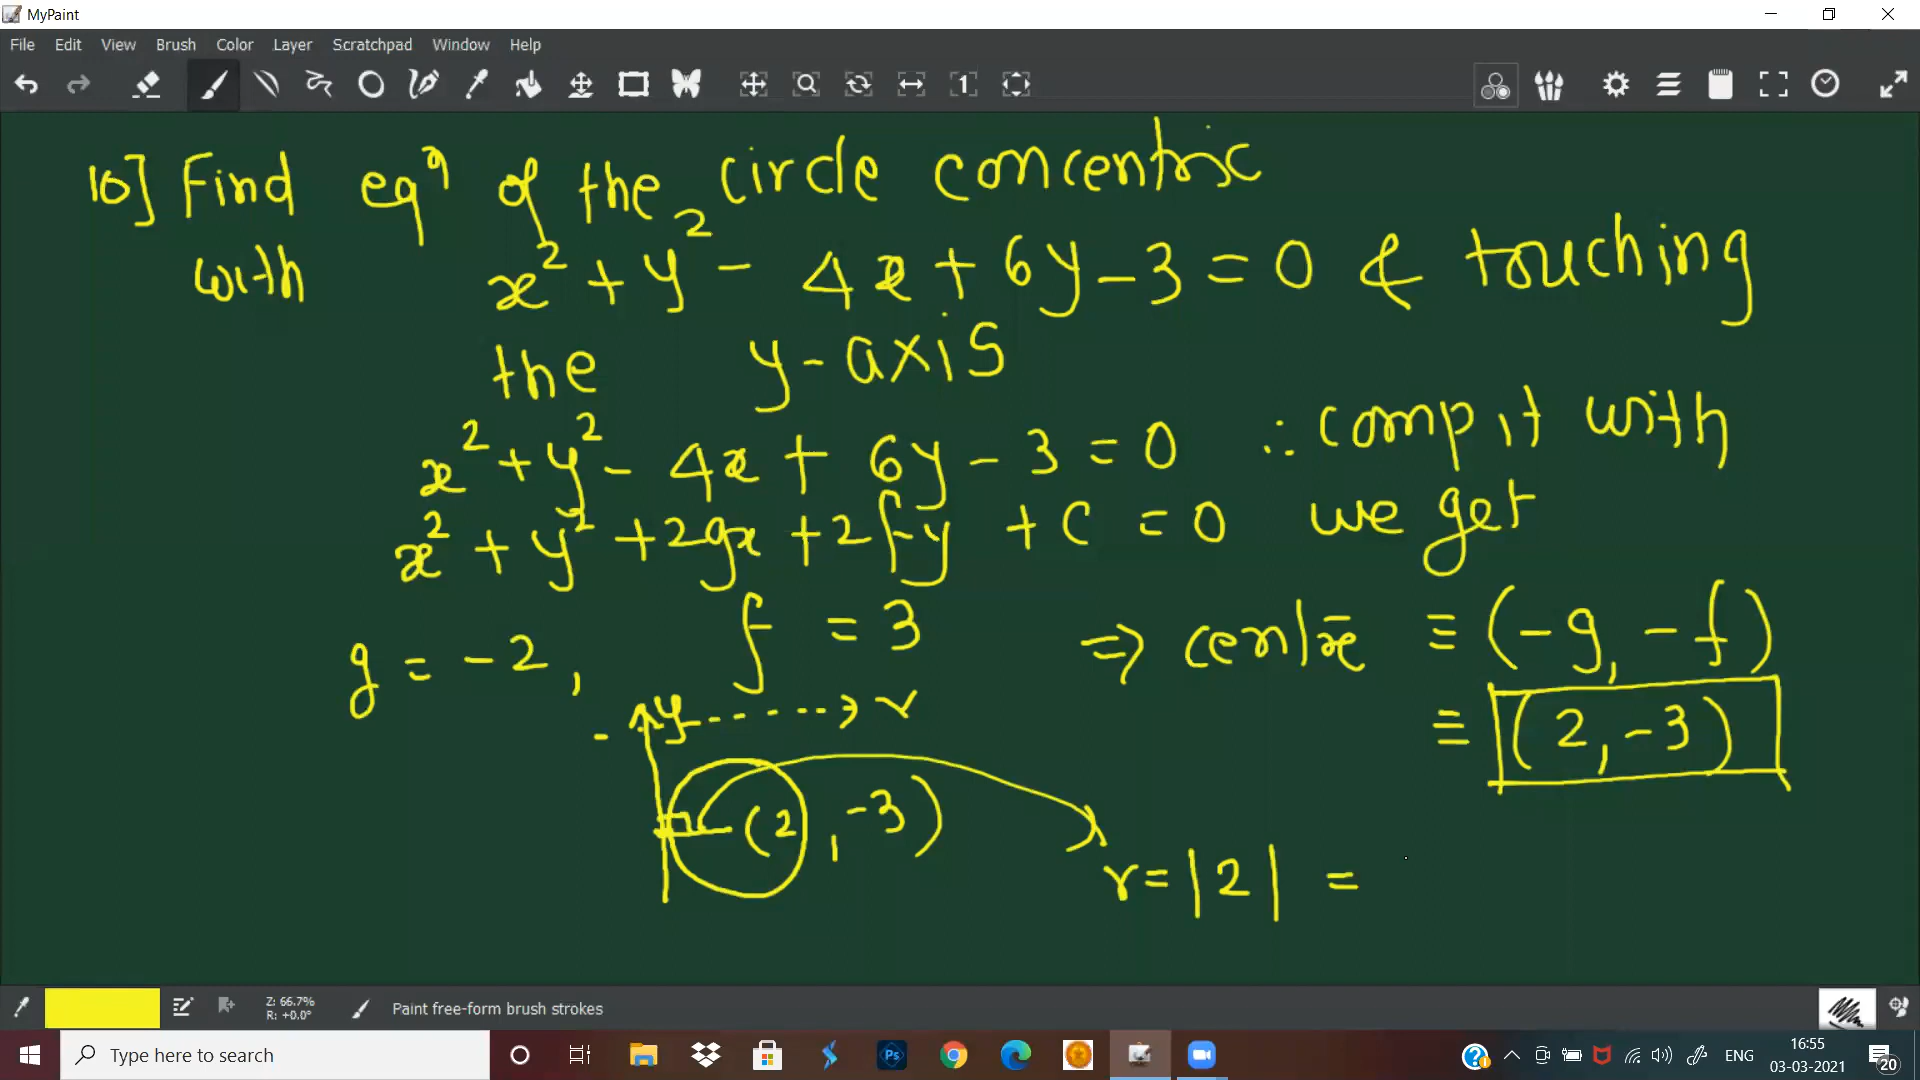 MyPaint
File Edit View Brush Color Layer Scratchpad Window Help
10] Find eqⁿ of the circle concentric
with x² + y² - 4x + 6y - 3 = 0 & touching
the y-axis
x² + y² - 4x + 6y - 3 = 0 ∴ comp it with
x² + y² + 2gx + 2fy + c = 0 we get
g = -2, f = 3 ⇒ cen ≡ (-g, -f)
≡ (2, -3)
y r
(2, -3)
r = |2| =
Z: 66.7%
R: +0.0°
Paint free-form brush strokes
Type here to search
Ps
ENG
16:55
03-03-2021
20